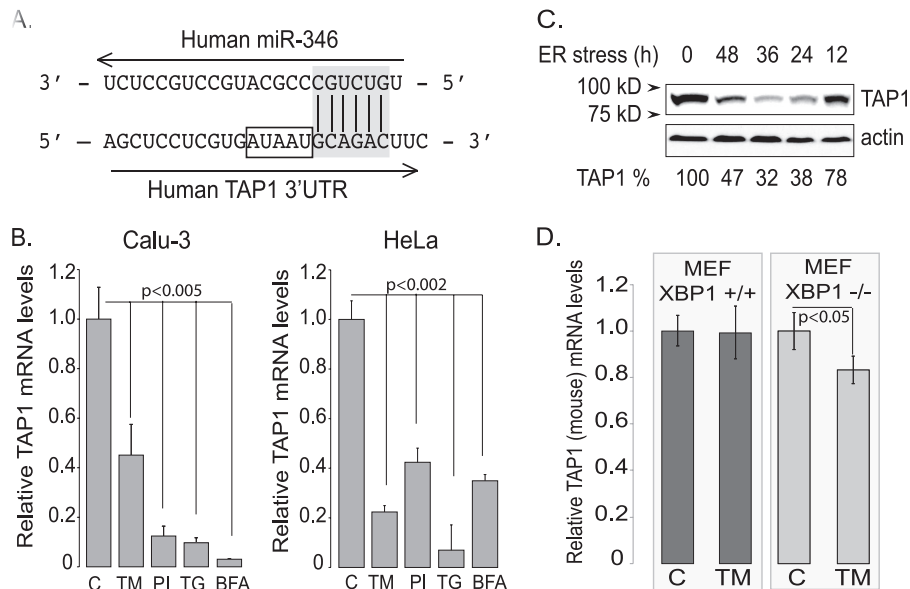 A.
Human miR-346
3' – UCUCCGUCCGUACGCCCGUCUGU – 5'
5' – AGCUCCUCGUGAUAAUGCAGACUUC – 3'
Human TAP1 3'UTR
B.
Calu-3
Relative TAP1 mRNA levels
1.2
1.0
0.8
0.6
0.4
0.2
0
p<0.005
C TM PI TG BFA
HeLa
Relative TAP1 mRNA levels
1.2
1.0
0.8
0.6
0.4
0.2
0
p<0.002
C TM PI TG BFA
C.
ER stress (h) 0 48 36 24 12
100 kD
75 kD
TAP1
actin
TAP1 % 100 47 32 38 78
D.
Relative TAP1 (mouse) mRNA levels
1.2
1.0
0.8
0.6
0.4
0.2
0
MEF
XBP1 +/+
C TM
MEF
XBP1 -/-
p<0.05
C TM